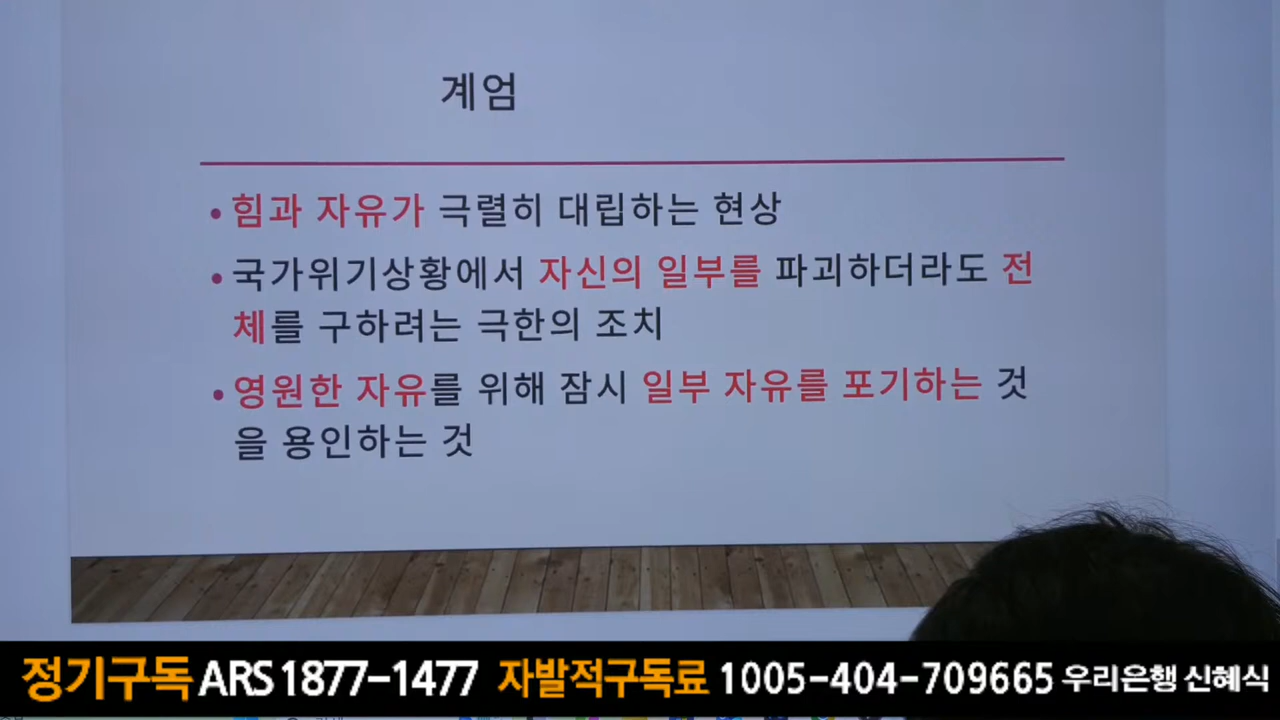 계엄
• 힘과 자유가 극렬히 대립하는 현상
• 국가위기상황에서 자신의 일부를 파괴하더라도 전
체를 구하려는 극한의 조치
• 영원한 자유를 위해 잠시 일부 자유를 포기하는 것
을 용인하는 것
정기구독 ARS 1877-1477 자발적구독료 1005-404-709665 우리은행 신혜식